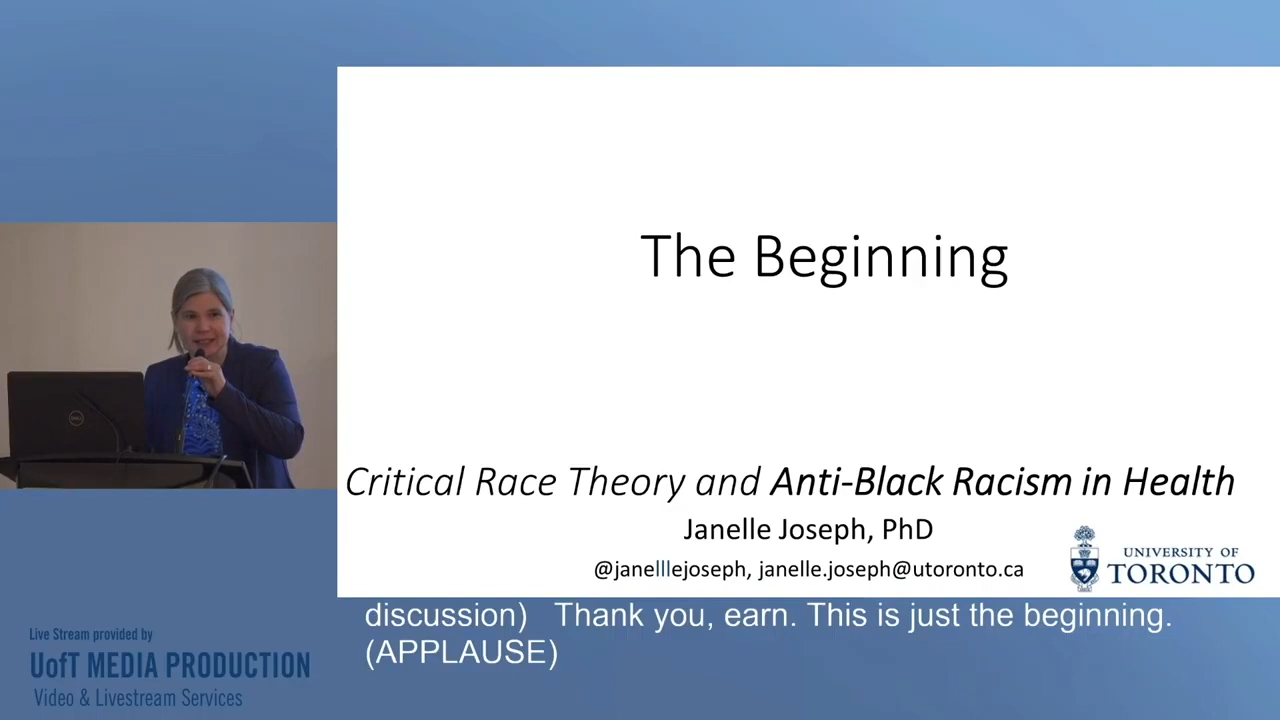 The Beginning
Critical Race Theory and Anti-Black Racism in Health
Janelle Joseph, PhD
@janelllejoseph, janelle.joseph@utoronto.ca
UNIVERSITY OF
TORONTO
discussion) Thank you, earn. This is just the beginning.
(APPLAUSE)
Live Stream provided by
UofT MEDIA PRODUCTION
Video & Livestream Services
DELL